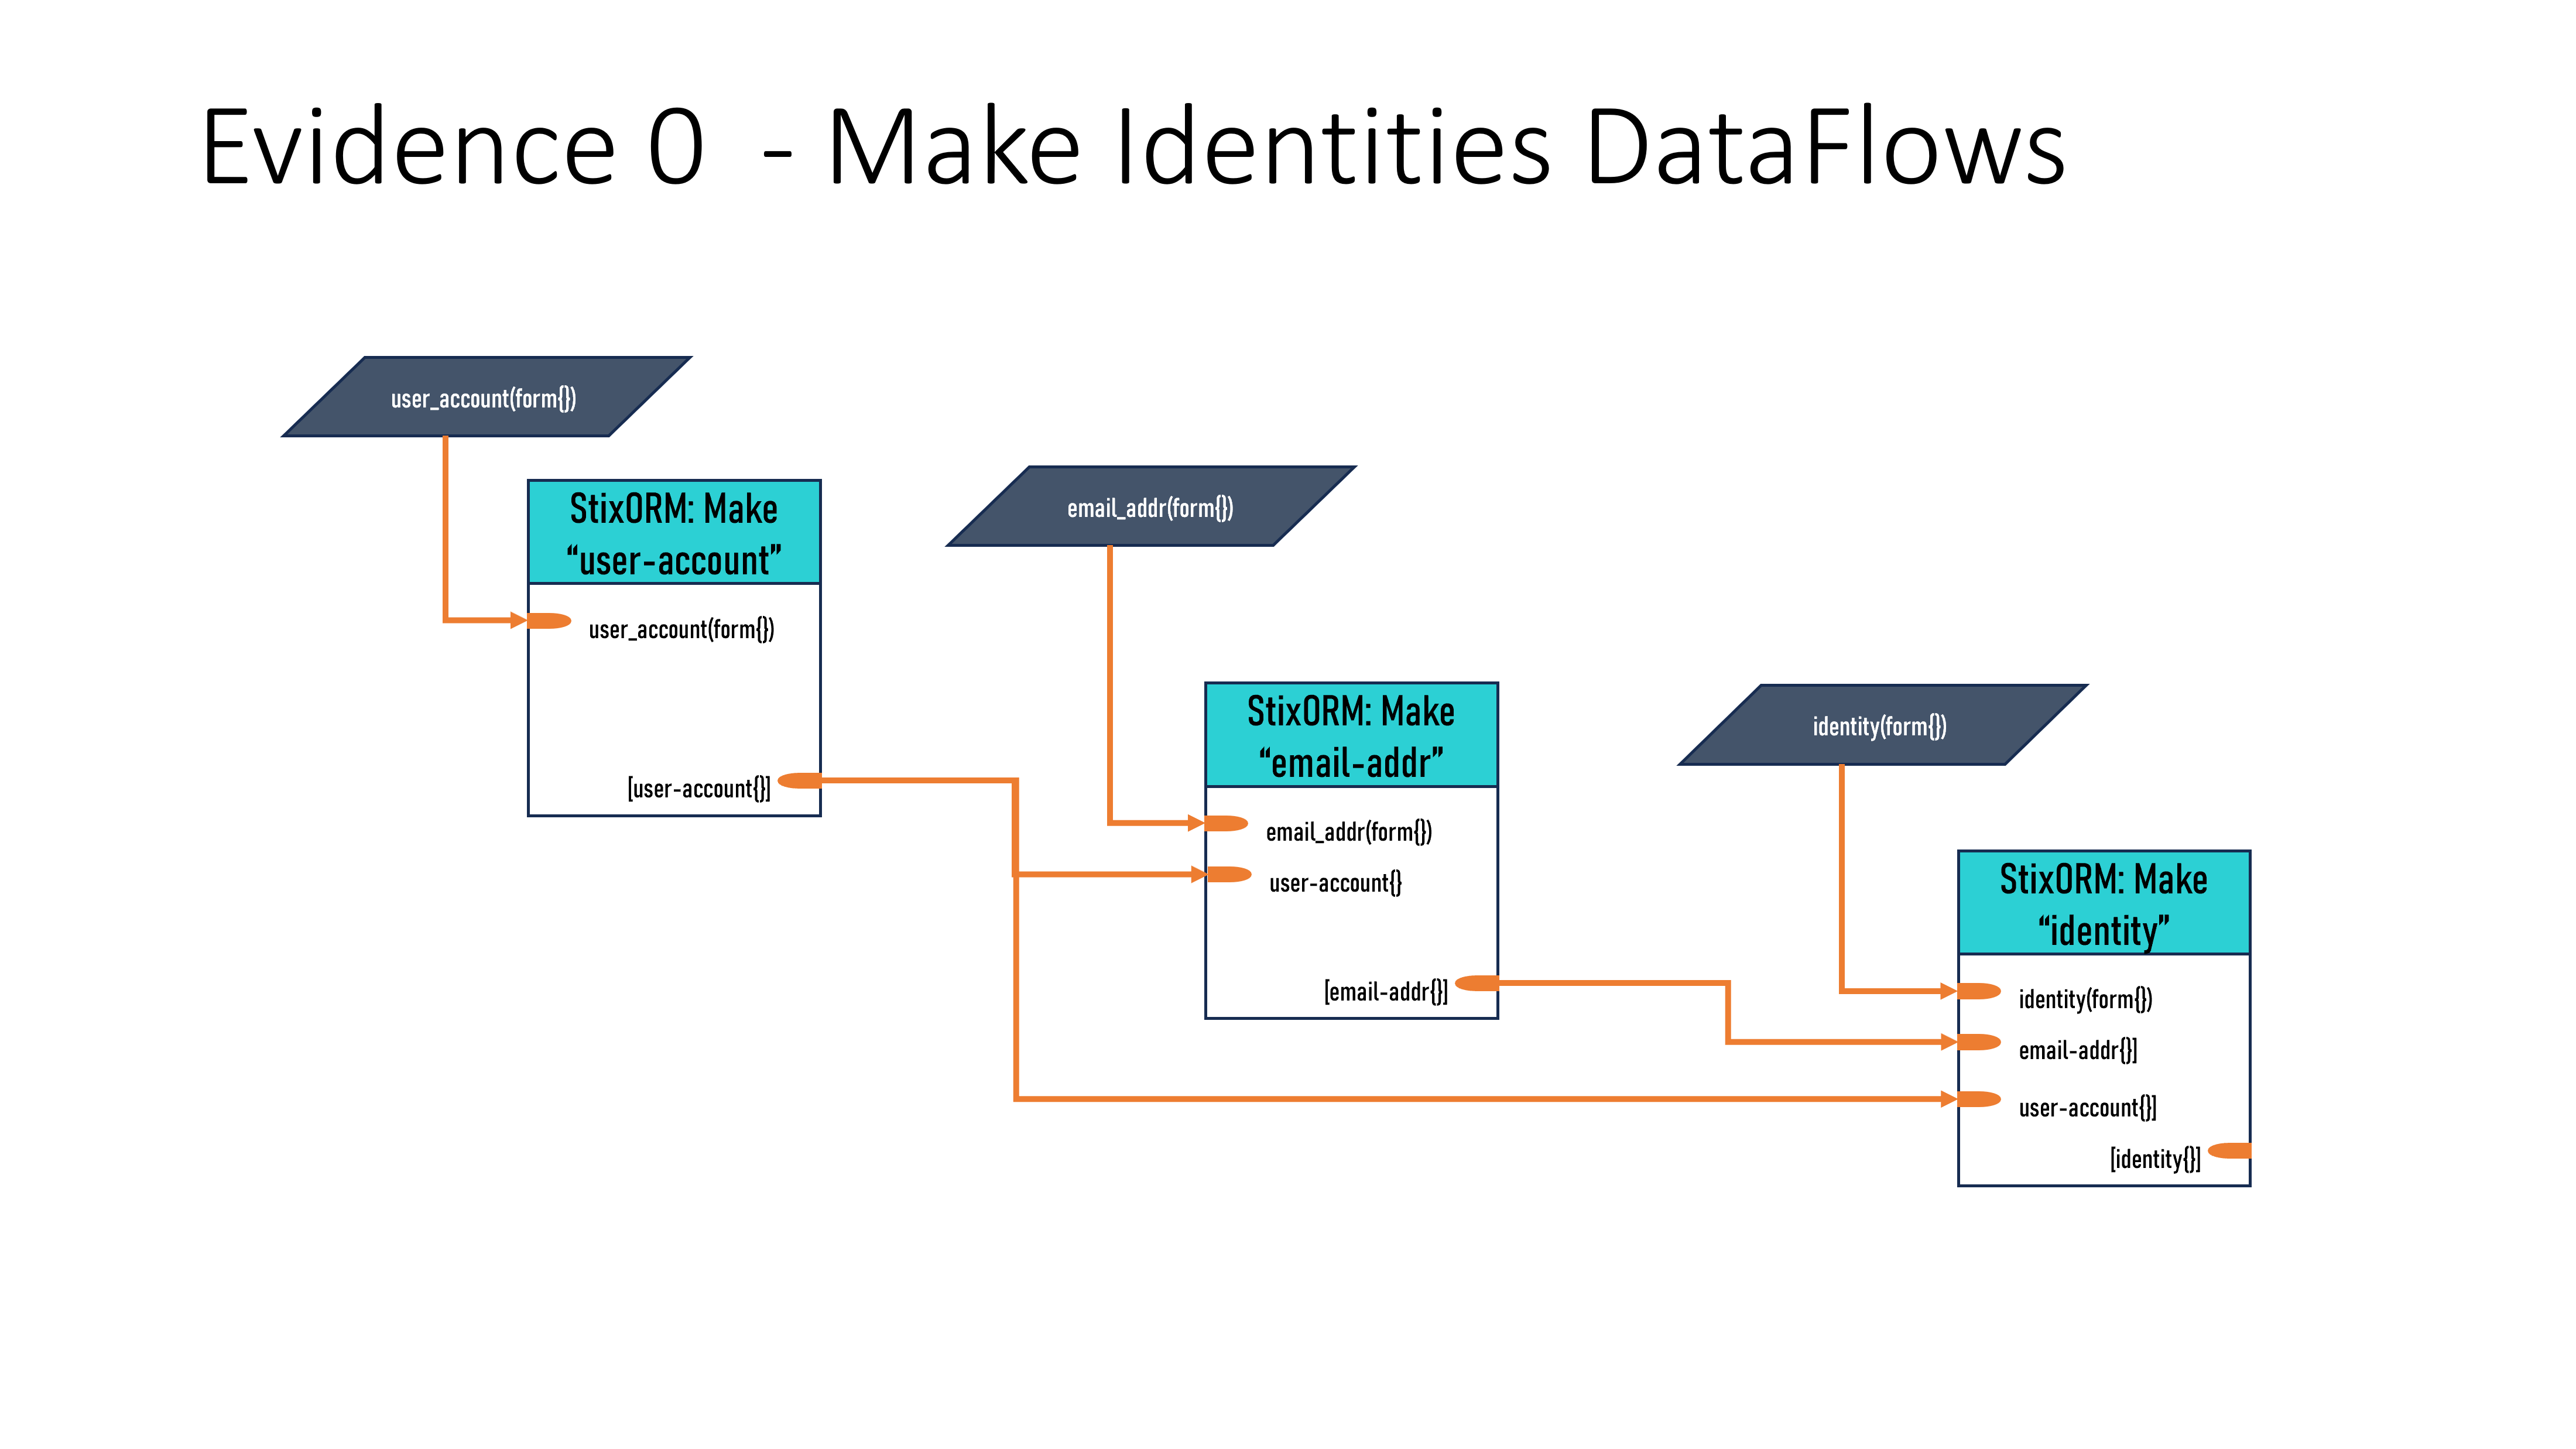 Evidence 0  - Make Identities DataFlows
user_account(form{})
StixORM: Make
“user-account”
user_account(form{})
[user-account{}]
email_addr(form{})
StixORM: Make
“email-addr”
email_addr(form{})
user-account{}
[email-addr{}]
identity(form{})
StixORM: Make
“identity”
identity(form{})
email-addr{}]
user-account{}]
[identity{}]